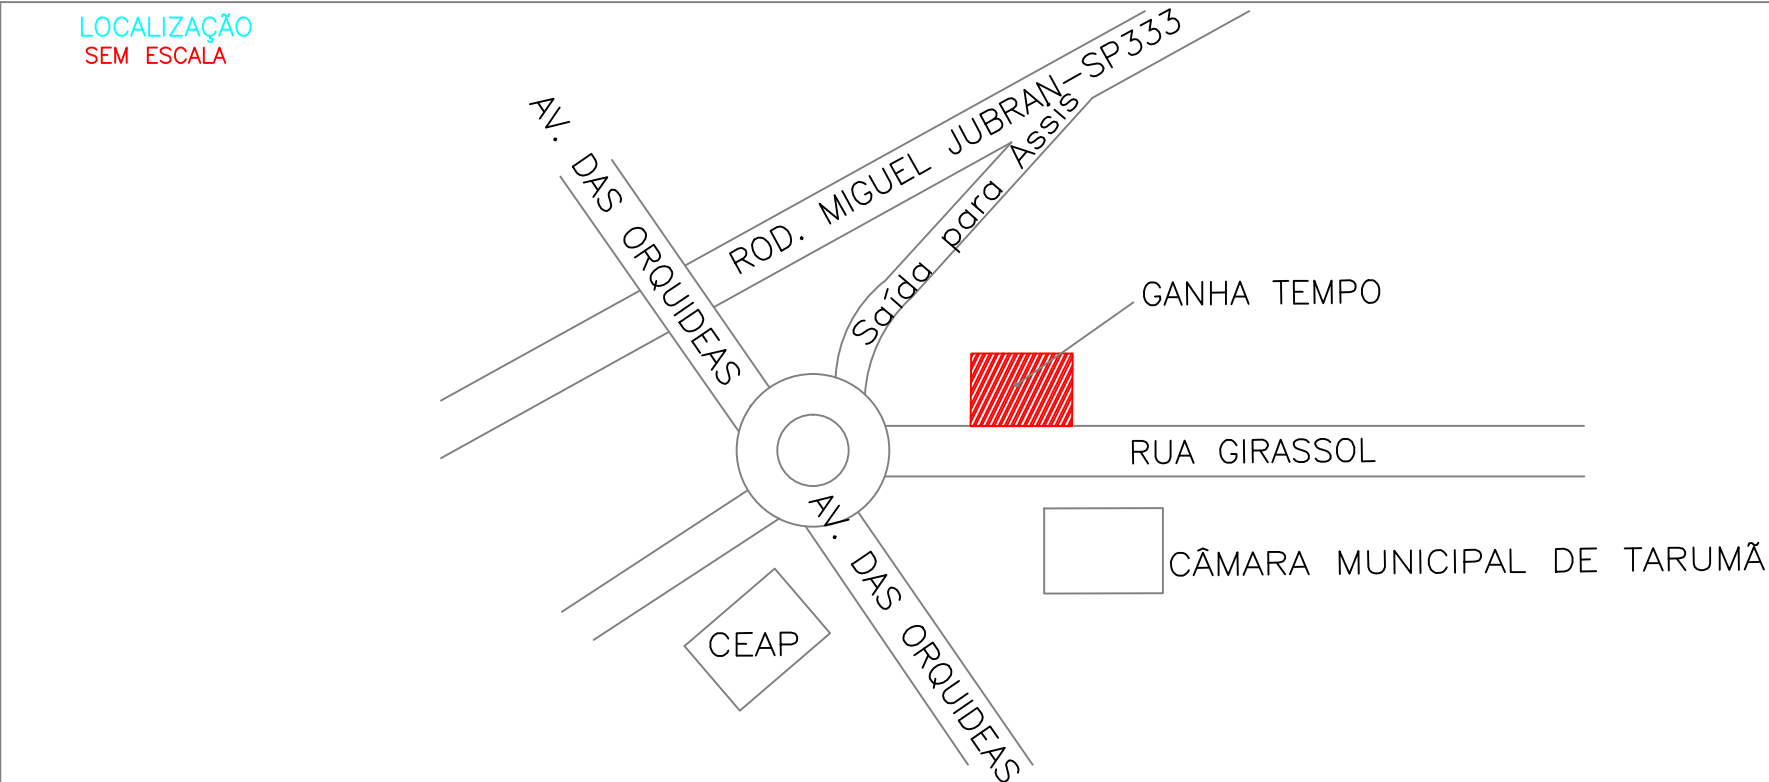 LOCALIZAÇÃO
SEM ESCALA
AV. DAS ORQUIDEAS
ROD. MIGUEL JUBRAN-SP333
Saída para Assis
GANHA TEMPO
RUA GIRASSOL
AV. DAS ORQUIDEAS
CÂMARA MUNICIPAL DE TARUMÃ
CEAP